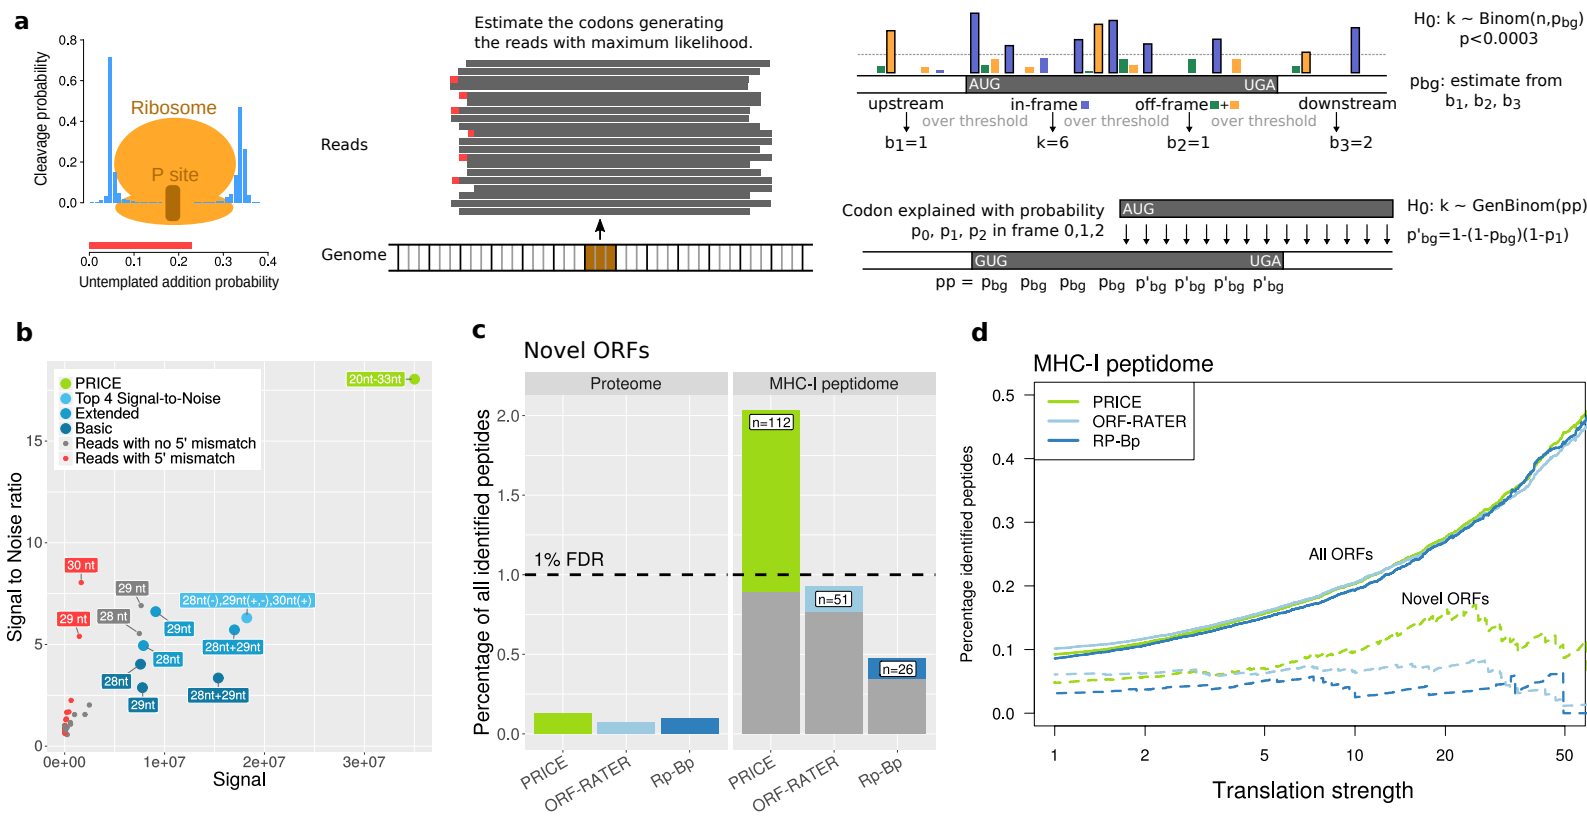 a
0.8
0.6
0.4
0.2
0.0
Cleavage probability
Ribosome
P site
0.0 0.1 0.2 0.3 0.4
Untemplated addition probability
Estimate the codons generating
the reads with maximum likelihood.
Reads
Genome
AUG
UGA
upstream
in-frame
off-frame +
downstream
over threshold
over threshold
over threshold
b1=1
k=6
b2=1
b3=2
H0: k ~ Binom(n,pbg)
p<0.0003
pbg: estimate from
b1, b2, b3
Codon explained with probability
p0, p1, p2 in frame 0,1,2
AUG
GUG
UGA
pp = pbg pbg pbg pbg p'bg p'bg p'bg p'bg
H0: k ~ GenBinom(pp)
p'bg=1-(1-pbg)(1-p1)
b
Signal to Noise ratio
15
10
5
0
0e+00 1e+07 2e+07 3e+07
Signal
PRICE
Top 4 Signal-to-Noise
Extended
Basic
Reads with no 5' mismatch
Reads with 5' mismatch
20nt-33nt
30 nt
29 nt
29 nt
28 nt
28nt(-),29nt(+,-),30nt(+)
29nt
28nt+29nt
28nt
28nt
29nt
28nt+29nt
c
Novel ORFs
Proteome
MHC-I peptidome
Percentage of all identified peptides
2.0
1.5
1.0
0.5
0.0
1% FDR
n=112
n=51
n=26
PRICE
ORF-RATER
Rp-Bp
PRICE
ORF-RATER
Rp-Bp
d
MHC-I peptidome
Percentage identified peptides
0.5
0.4
0.3
0.2
0.1
0.0
PRICE
ORF-RATER
RP-Bp
All ORFs
Novel ORFs
1 2 5 10 20 50
Translation strength